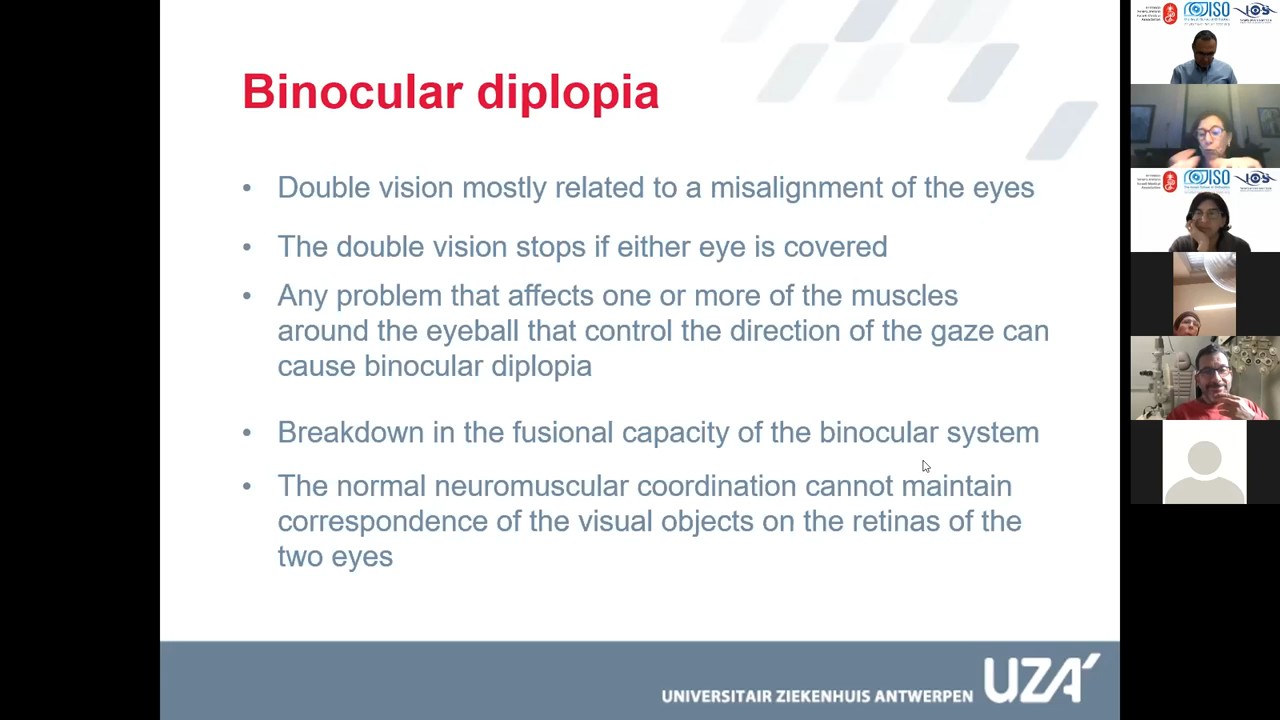 Binocular diplopia
• Double vision mostly related to a misalignment of the eyes
• The double vision stops if either eye is covered
• Any problem that affects one or more of the muscles
around the eyeball that control the direction of the gaze can
cause binocular diplopia
• Breakdown in the fusional capacity of the binocular system
• The normal neuromuscular coordination cannot maintain
correspondence of the visual objects on the retinas of the
two eyes
UNIVERSITAIR ZIEKENHUIS ANTWERPEN
UZA
ISO
IOS
ISO
IOS